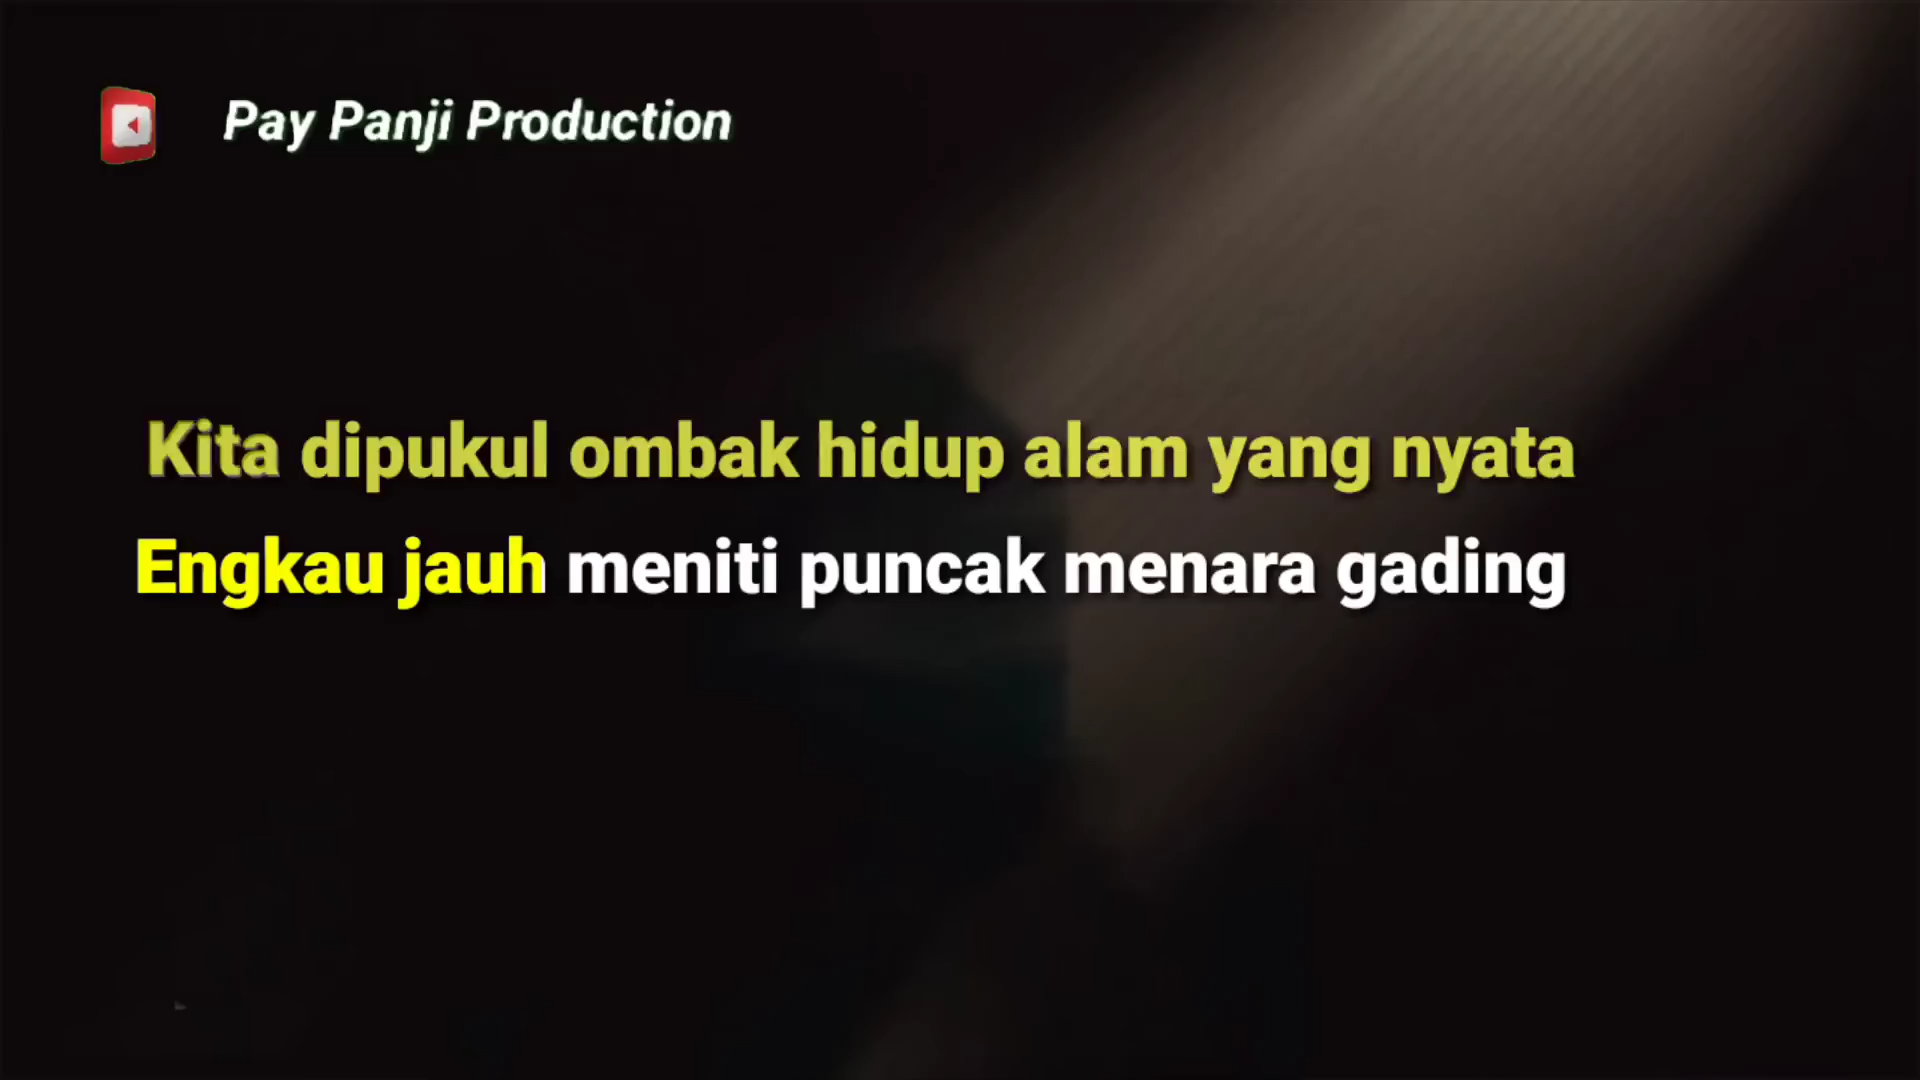 Pay Panji Production
Kita dipukul ombak hidup alam yang nyata
Engkau jauh meniti puncak menara gading